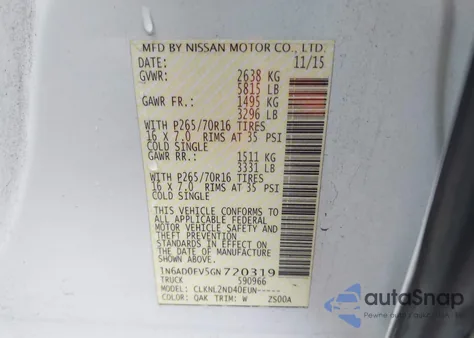 MFD BY NISSAN MOTOR CO., LTD.
DATE: 11/15
GVWR: 2638 KG
5815 LB
GAWR FR.: 1495 KG
3296 LB
WITH P265/70R16 TIRES
16 X 7.0 RIMS AT 35 PSI
COLD SINGLE
GAWR RR.: 1511 KG
3331 LB
WITH P265/70R16 TIRES
16 X 7.0 RIMS AT 35 PSI
COLD SINGLE
THIS VEHICLE CONFORMS TO
ALL APPLICABLE FEDERAL
MOTOR VEHICLE SAFETY AND
THEFT PREVENTION
STANDARDS IN EFFECT ON
THE DATE OF MANUFACTURE
SHOWN ABOVE.
1N6AD0EV5GN720319
TRUCK 590966
MODEL: CLKNL2ND4DEUN-----
COLOR: QAK TRIM: W ZS00A
autoSnap